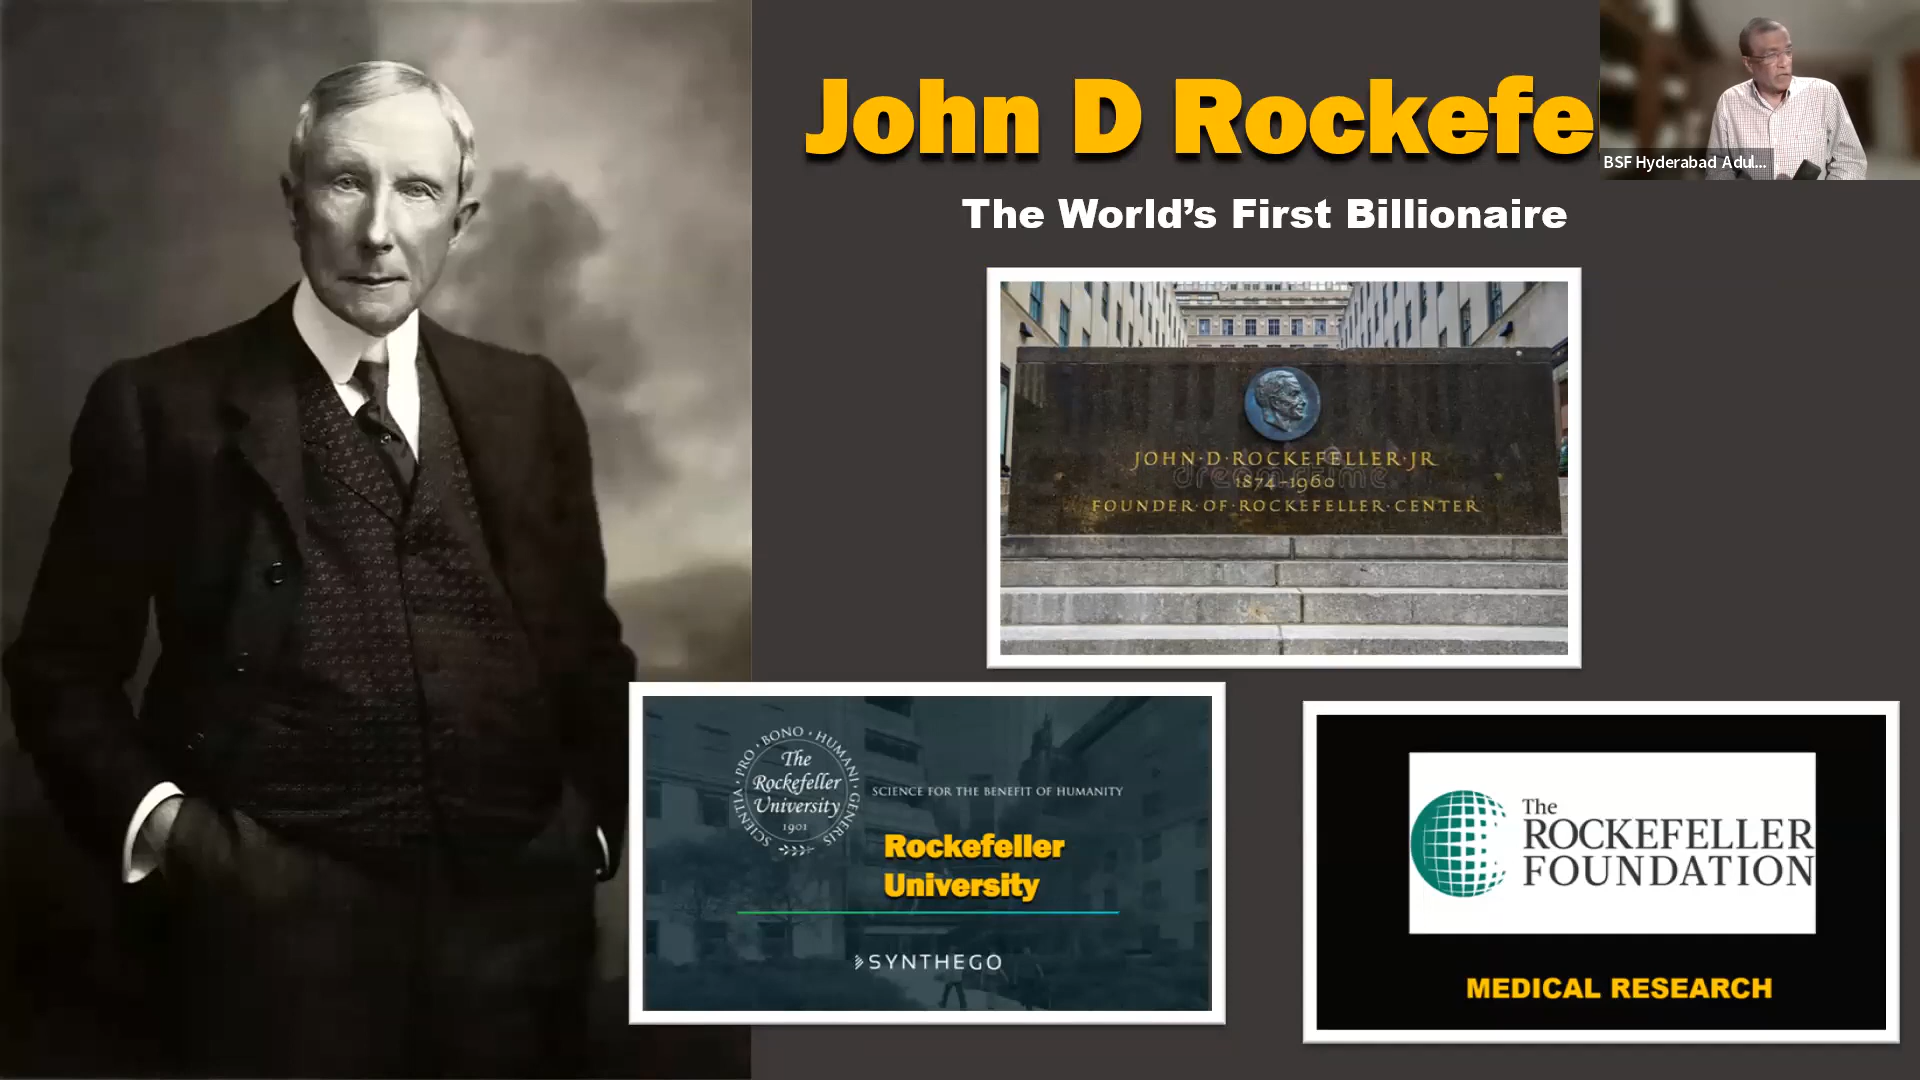 John D Rockefe
BSF Hyderabad Adul...
The World's First Billionaire
JOHN·D·ROCKEFELLER·JR
dreamstime
1874-1960
FOUNDER·OF·ROCKEFELLER·CENTER
SCIENTIA · PRO · BONO · HUMANI · GENERIS
The
Rockefeller
University
1901
SCIENCE FOR THE BENEFIT OF HUMANITY
Rockefeller
University
SYNTHEGO
The
ROCKEFELLER
FOUNDATION
MEDICAL RESEARCH